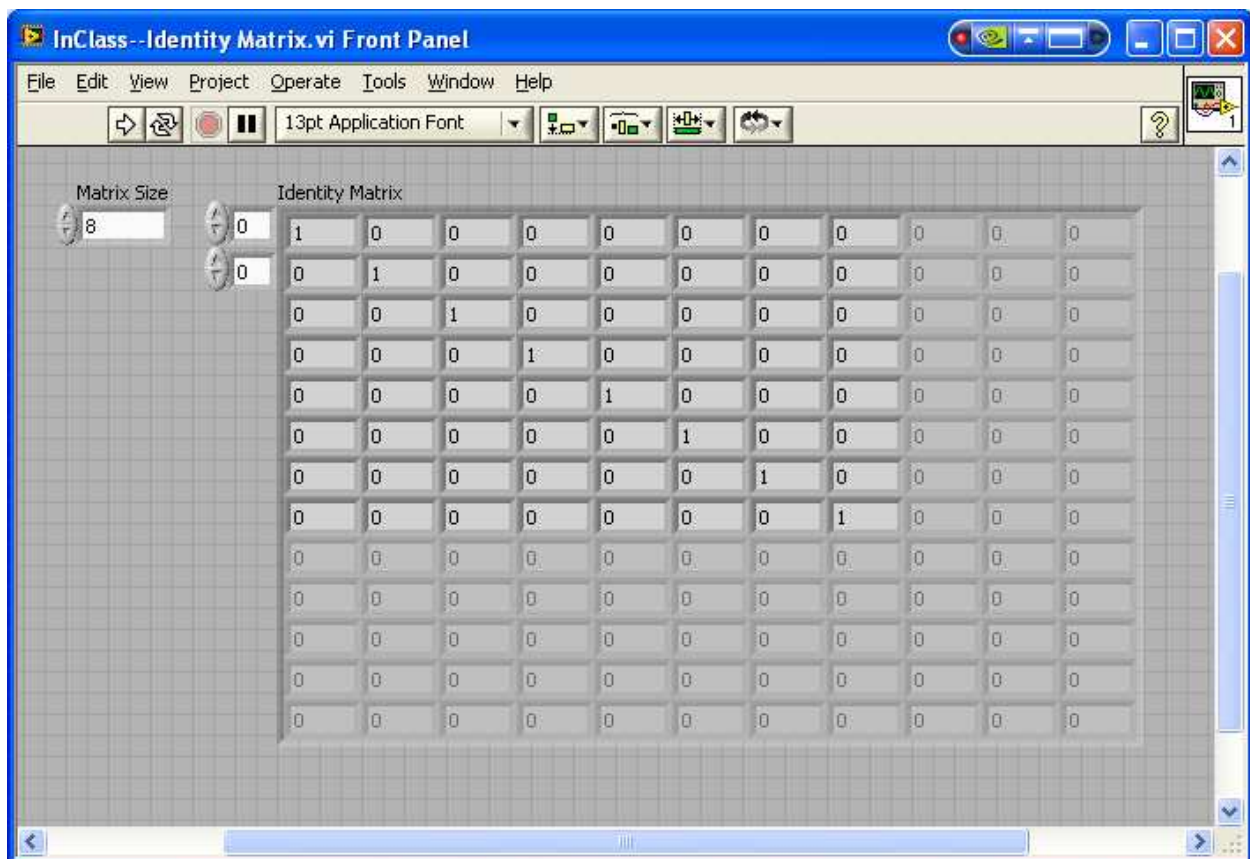 InClass--Identity Matrix.vi Front Panel
File Edit View Project Operate Tools Window Help
13pt Application Font
1
Matrix Size Identity Matrix
8 0 1 0 0 0 0 0 0 0 0 0 0
0 0 1 0 0 0 0 0 0 0 0 0
0 0 1 0 0 0 0 0 0 0 0
0 0 0 1 0 0 0 0 0 0 0
0 0 0 0 1 0 0 0 0 0 0
0 0 0 0 0 1 0 0 0 0 0
0 0 0 0 0 0 1 0 0 0 0
0 0 0 0 0 0 0 1 0 0 0
0 0 0 0 0 0 0 0 0 0 0
0 0 0 0 0 0 0 0 0 0 0
0 0 0 0 0 0 0 0 0 0 0
0 0 0 0 0 0 0 0 0 0 0
0 0 0 0 0 0 0 0 0 0 0